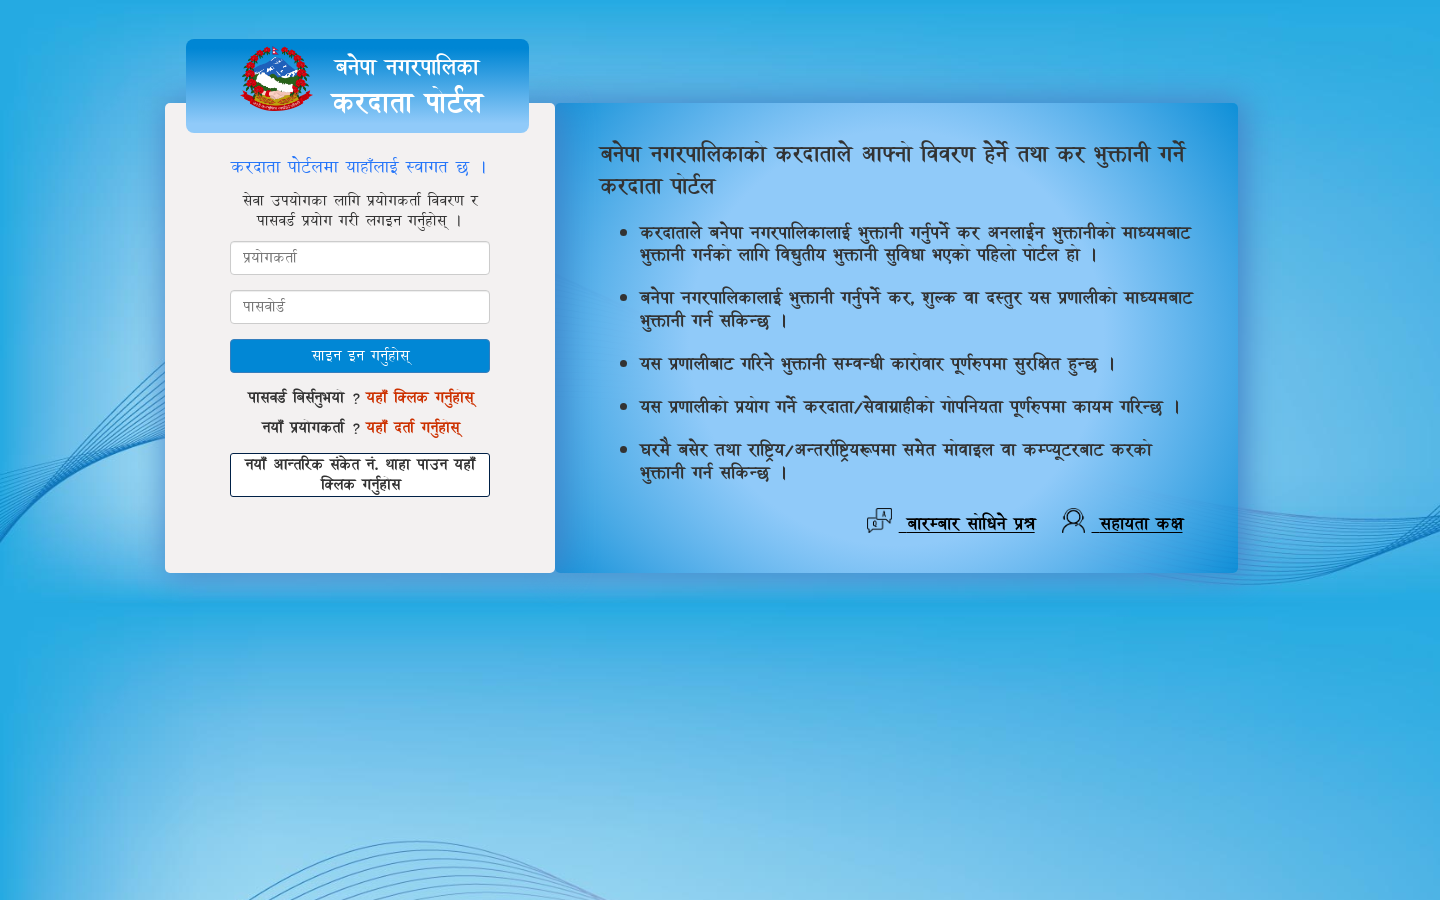 बनेपा नगरपालिका
करदाता पोर्टल
करदाता पोर्टलमा याहाँलाई स्वागत छ ।
सेवा उपयोगका लागि प्रयोगकर्ता विवरण र
पासवर्ड प्रयोग गरी लगइन गर्नुहोस् ।
प्रयोगकर्ता
पासवोर्ड
साइन इन गर्नुहोस्
पासवर्ड बिर्सनुभयो ? यहाँ क्लिक गर्नुहोस्
नयाँ प्रयोगकर्ता ? यहाँ दर्ता गर्नुहोस्
नयाँ आन्तरिक संकेत नं. थाहा पाउन यहाँ
क्लिक गर्नुहोस
बनेपा नगरपालिकाको करदाताले आफ्नो विवरण हेर्ने तथा कर भुक्तानी गर्ने
करदाता पोर्टल
करदाताले बनेपा नगरपालिकालाई भुक्तानी गर्नुपर्ने कर अनलाईन भुक्तानीको माध्यमबाट
भुक्तानी गर्नको लागि विद्युतीय भुक्तानी सुविधा भएको पहिलो पोर्टल हो ।
बनेपा नगरपालिकालाई भुक्तानी गर्नुपर्ने कर, शुल्क वा दस्तुर यस प्रणालीको माध्यमबाट
भुक्तानी गर्न सकिन्छ ।
यस प्रणालीबाट गरिने भुक्तानी सम्वन्धी कारोवार पूर्णरुपमा सुरक्षित हुन्छ ।
यस प्रणालीको प्रयोग गर्ने करदाता/सेवाग्राहीको गोपनियता पूर्णरुपमा कायम गरिन्छ ।
घरमै बसेर तथा राष्ट्रिय/अन्तर्राष्ट्रियरूपमा समेत मोवाइल वा कम्प्यूटरबाट करको
भुक्तानी गर्न सकिन्छ ।
बारम्बार सोधिने प्रश्न सहायता कक्ष